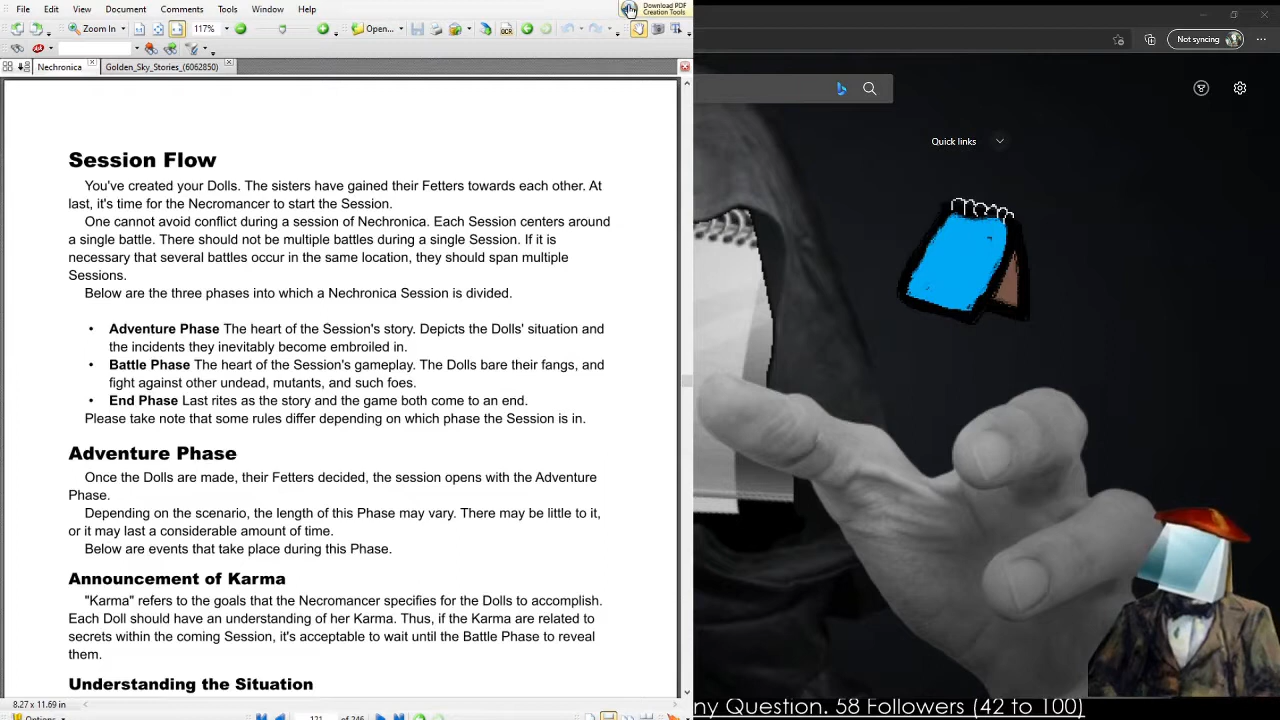 File Edit View Document Comments Tools Window Help
Download PDF
Creation Tools
Zoom In 117% Open...
OCR
Not syncing
Nechronica Golden_Sky_Stories_(6062850)
Quick links
Session Flow
You've created your Dolls. The sisters have gained their Fetters towards each other. At
last, it's time for the Necromancer to start the Session.
One cannot avoid conflict during a session of Nechronica. Each Session centers around
a single battle. There should not be multiple battles during a single Session. If it is
necessary that several battles occur in the same location, they should span multiple
Sessions.
Below are the three phases into which a Nechronica Session is divided.
• Adventure Phase The heart of the Session's story. Depicts the Dolls' situation and
the incidents they inevitably become embroiled in.
• Battle Phase The heart of the Session's gameplay. The Dolls bare their fangs, and
fight against other undead, mutants, and such foes.
• End Phase Last rites as the story and the game both come to an end.
Please take note that some rules differ depending on which phase the Session is in.
Adventure Phase
Once the Dolls are made, their Fetters decided, the session opens with the Adventure
Phase.
Depending on the scenario, the length of this Phase may vary. There may be little to it,
or it may last a considerable amount of time.
Below are events that take place during this Phase.
Announcement of Karma
"Karma" refers to the goals that the Necromancer specifies for the Dolls to accomplish.
Each Doll should have an understanding of her Karma. Thus, if the Karma are related to
secrets within the coming Session, it's acceptable to wait until the Battle Phase to reveal
them.
Understanding the Situation
8.27 x 11.69 in
Options 121 of 246
ny Question. 58 Followers (42 to 100)